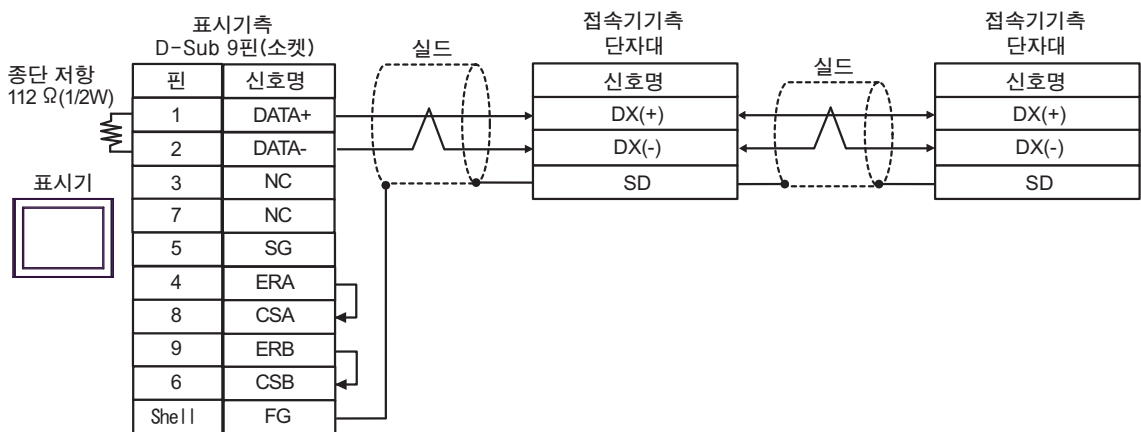 표시기측
D-Sub 9핀(소켓)
종단 저항
112 Ω(1/2W)
표시기
핀 신호명
1 DATA+
2 DATA-
3 NC
7 NC
5 SG
4 ERA
8 CSA
9 ERB
6 CSB
Shell FG
실드
접속기기측
단자대
신호명
DX(+)
DX(-)
SD
실드
접속기기측
단자대
신호명
DX(+)
DX(-)
SD